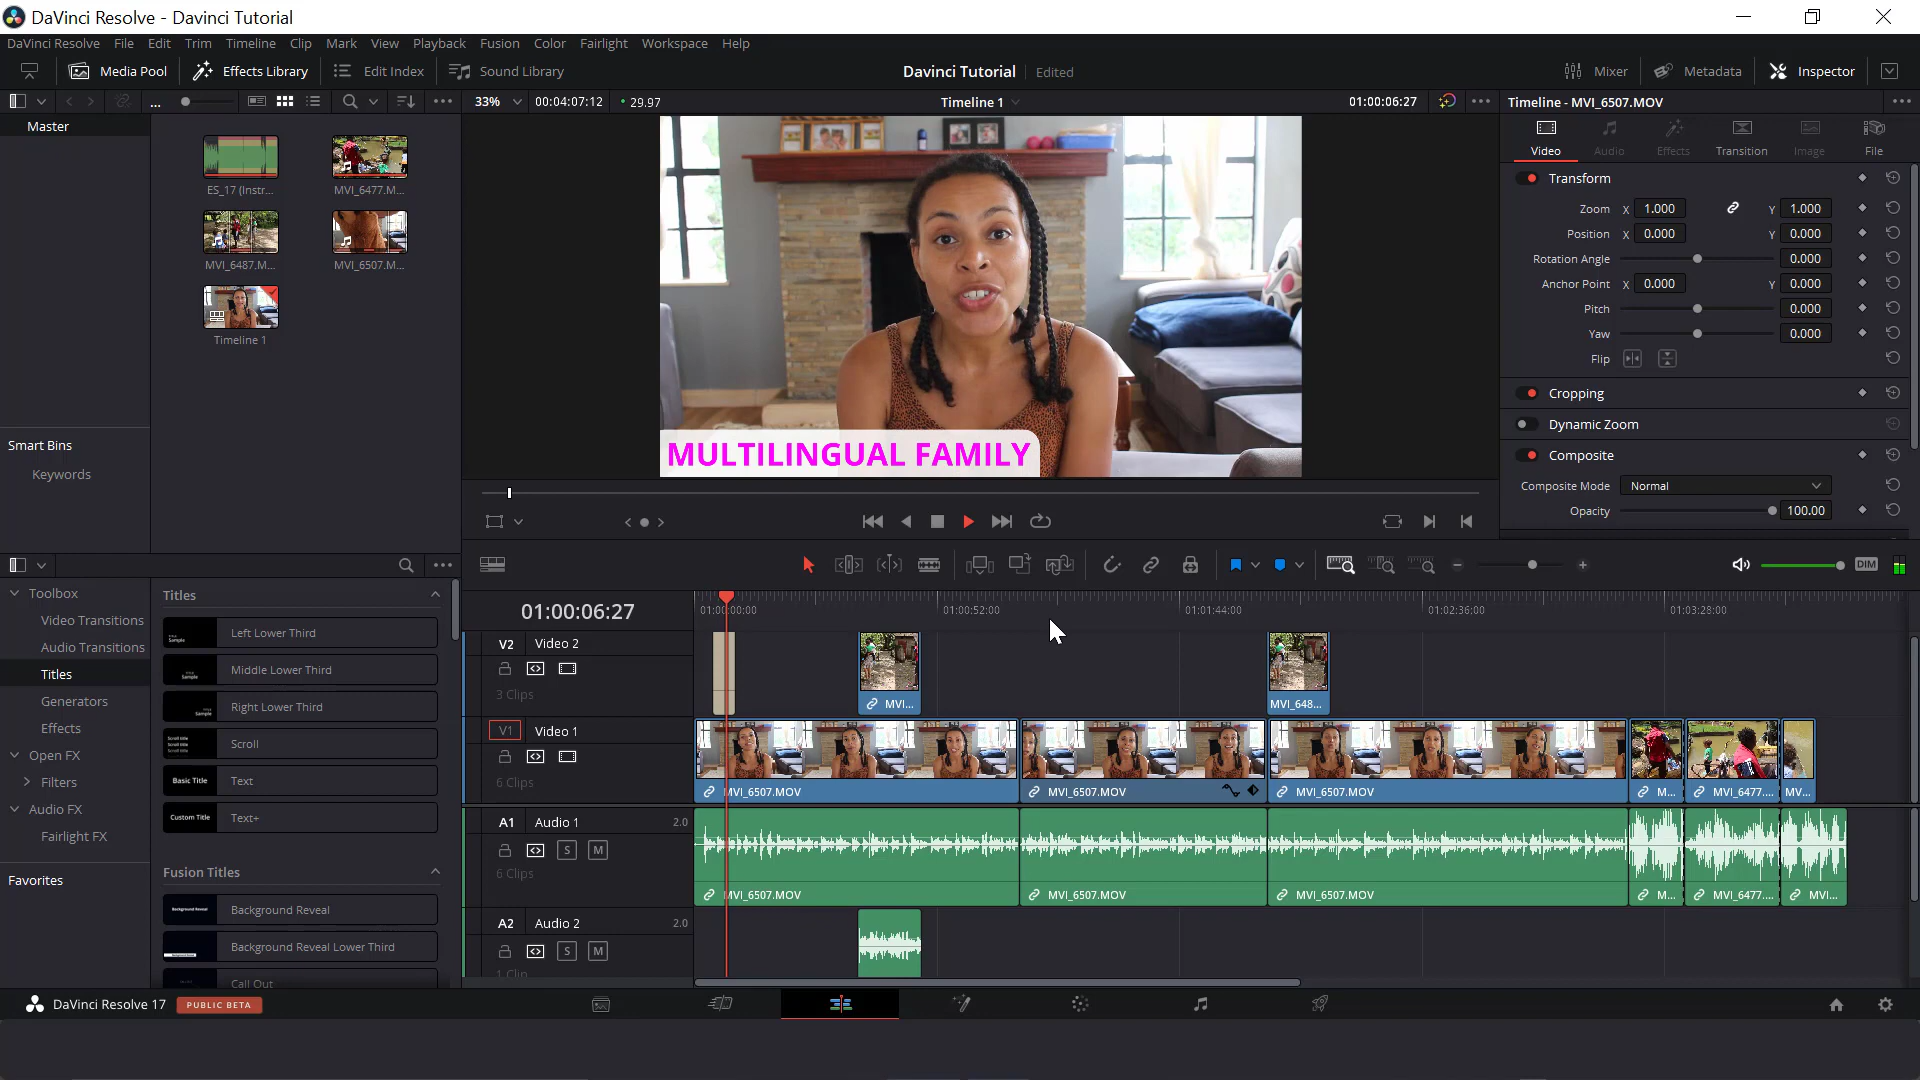 DaVinci Resolve - Davinci Tutorial
DaVinci Resolve File Edit Trim Timeline Clip Mark View Playback Fusion Color Fairlight Workspace Help
Media Pool Effects Library Edit Index Sound Library
Davinci Tutorial Edited
Mixer Metadata Inspector
... 33% 00:04:07:12 29.97 Timeline 1 01:00:06:27 Timeline - MVI_6507.MOV
Master
ES_17 (Instr... MVI_6477.M...
MVI_6487.M... MVI_6507.M...
Timeline 1
Smart Bins
Keywords
MULTILINGUAL FAMILY
Video Audio Effects Transition Image File
Transform
Zoom X 1.000 Y 1.000
Position X 0.000 Y 0.000
Rotation Angle 0.000
Anchor Point X 0.000 Y 0.000
Pitch 0.000
Yaw 0.000
Flip
Cropping
Dynamic Zoom
Composite
Composite Mode Normal
Opacity 100.00
Toolbox
Video Transitions
Audio Transitions
Titles
Generators
Effects
Open FX
Filters
Audio FX
Fairlight FX
Favorites
Titles
Left Lower Third
Middle Lower Third
Right Lower Third
Scroll
Basic Title Text
Custom Title Text+
Fusion Titles
Background Reveal Background Reveal
Background Reveal Lower Third
Call Out
DIM
01:00:06:27
01:00:00:00 01:00:52:00 01:01:44:00 01:02:36:00 01:03:28:00
V2 Video 2
3 Clips
MVI... MVI_648...
V1 Video 1
6 Clips
MVI_6507.MOV MVI_6507.MOV MVI_6507.MOV M... MVI_6477.... MV...
A1 Audio 1 2.0
S M
6 Clips
MVI_6507.MOV MVI_6507.MOV MVI_6507.MOV M... MVI_6477.... MVI...
A2 Audio 2 2.0
S M
1 Clip
DaVinci Resolve 17 PUBLIC BETA